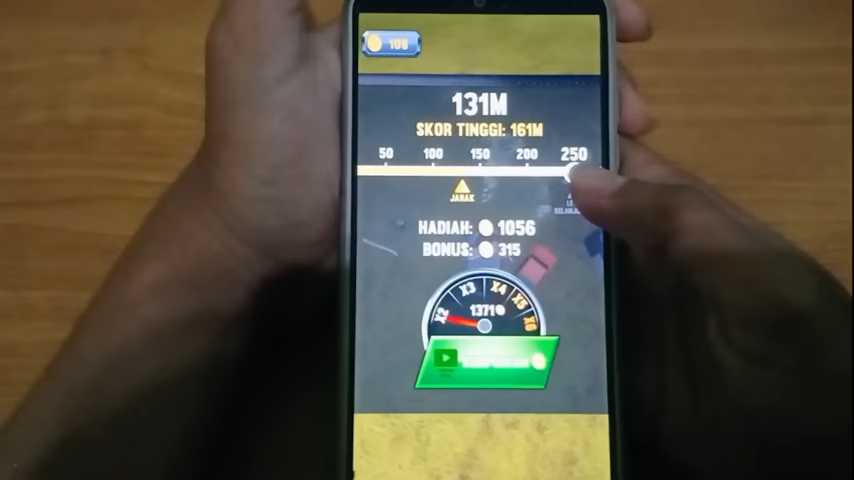 108
131M
SKOR TINGGI: 161M
50 100 150 200 250
JARAK
HADIAH: 1056
BONUS: 315
X2 X3 X4 X5 X6
1371